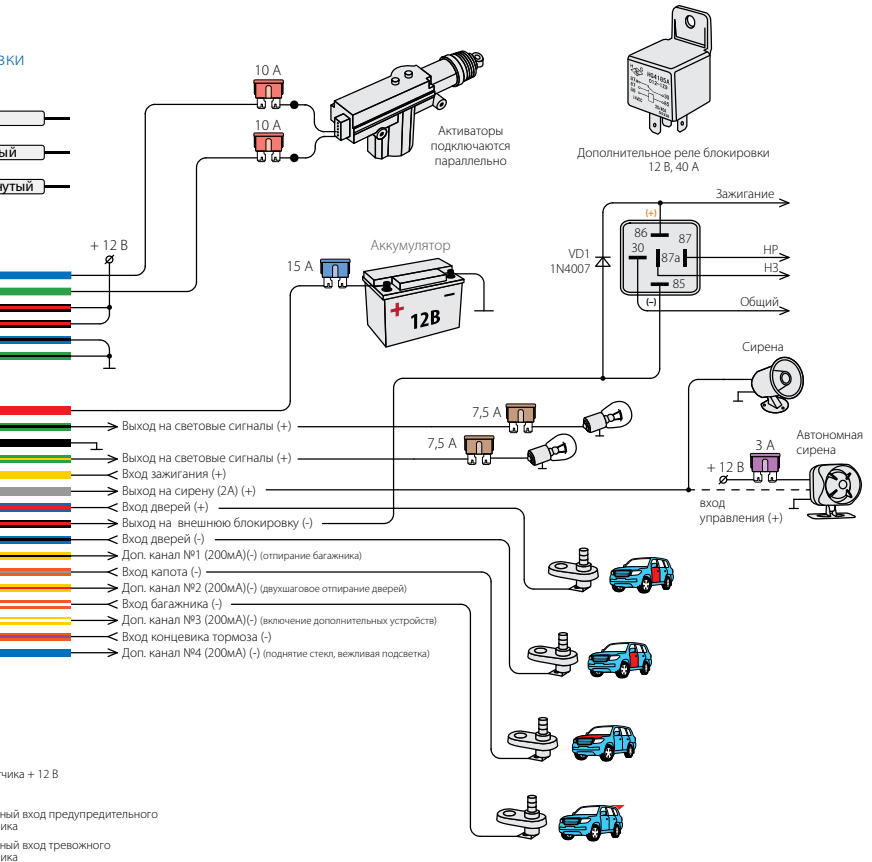 зки
10 А
10 А
Активаторы
подключаются
параллельно
HG4185A
012-1Z0
Дополнительное реле блокировки
12 В, 40 А
ый
нутый
+ 12 В
15 А
Аккумулятор
12В
Зажигание
(+)
86
87
30
87a
85
(–)
VD1
1N4007
НР
НЗ
Общий
Сирена
7,5 А
7,5 А
3 А
Автономная
сирена
+ 12 В
вход
управления (+)
Выход на световые сигналы (+)
Выход на световые сигналы (+)
Вход зажигания (+)
Выход на сирену (2А) (+)
Вход дверей (+)
Выход на внешнюю блокировку (-)
Вход дверей (-)
Доп. канал №1 (200мА)(-) (отпирание багажника)
Вход капота (-)
Доп. канал №2 (200мА)(-) (двухшаговое отпирание дверей)
Вход багажника (-)
Доп. канал №3 (200мА)(-) (включение дополнительных устройств)
Вход концевика тормоза (-)
Доп. канал №4 (200мА) (-) (поднятие стекл, вежливая подсветка)
тчика + 12 В
ный вход предупредительного
ика
ный вход тревожного
ика